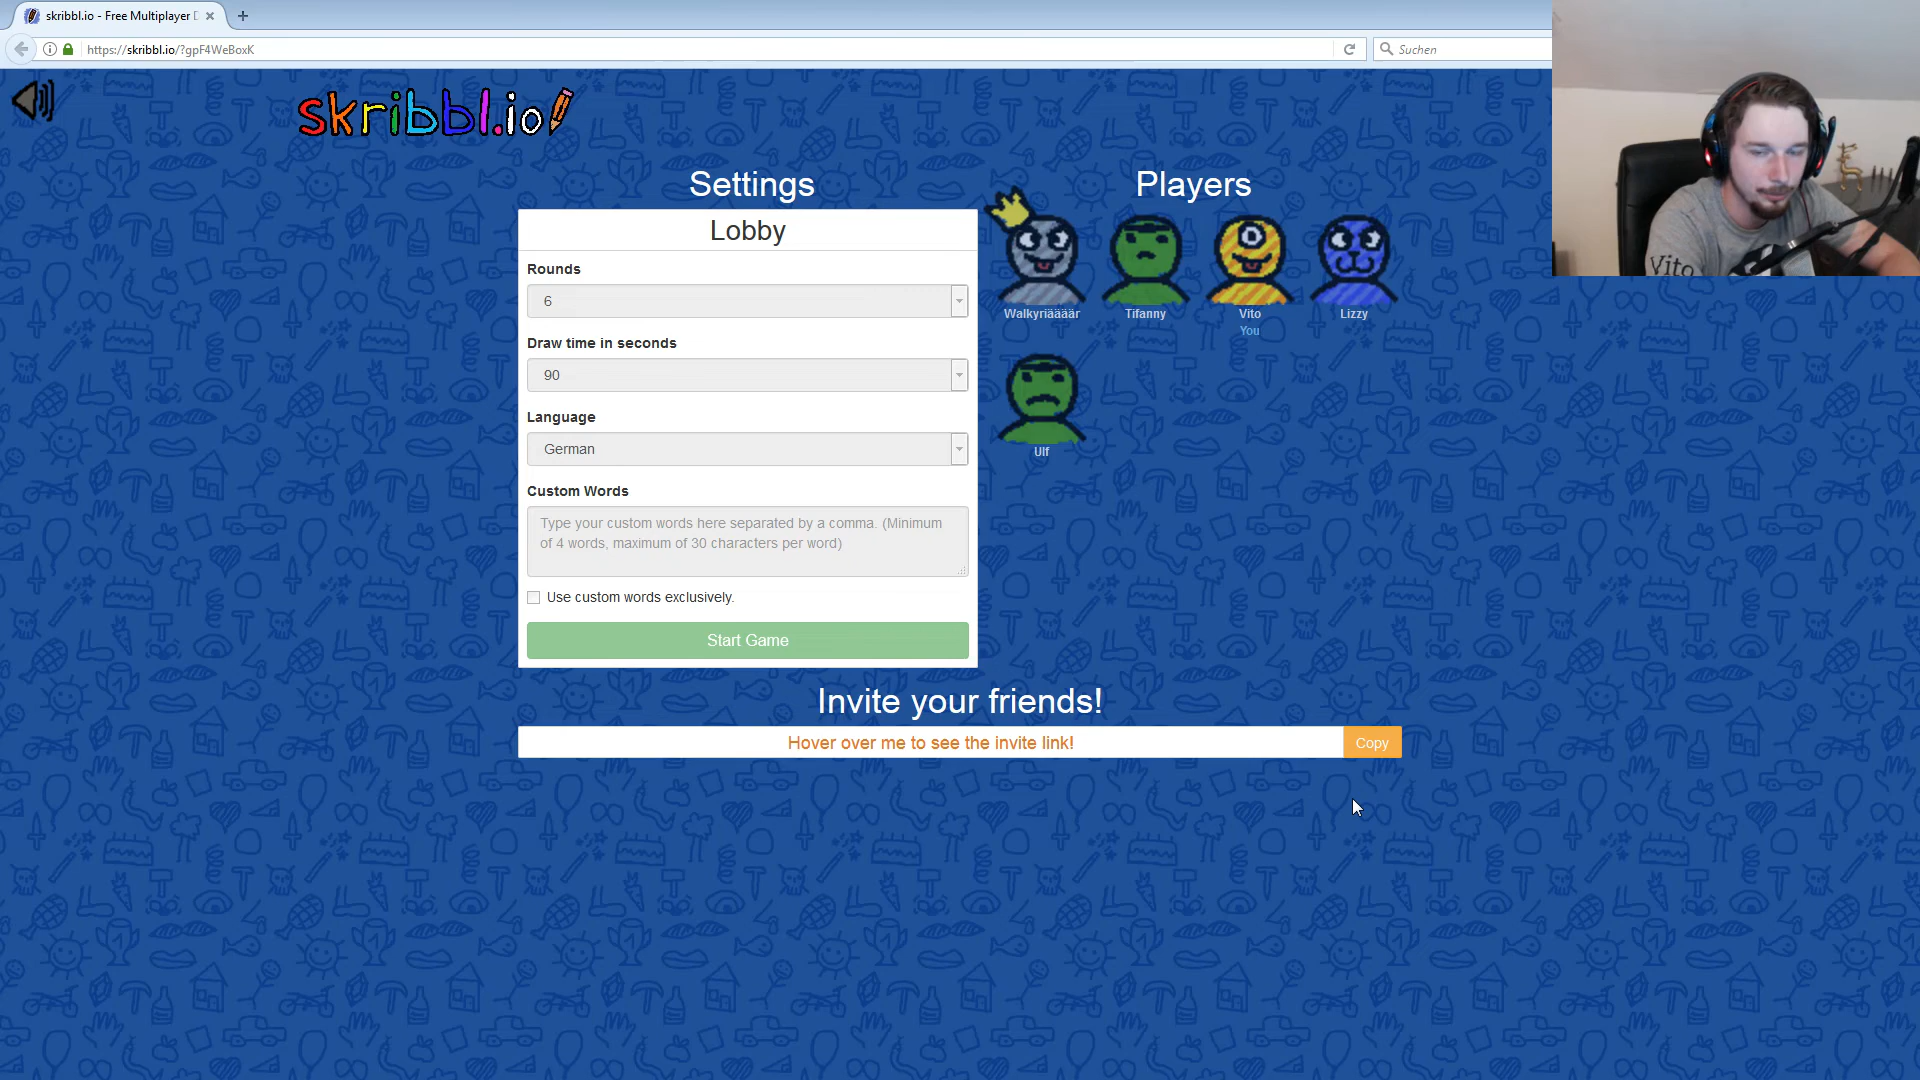 skribbl.io - Free Multiplayer D
https://skribbl.io/?gpF4WeBoxK
Suchen
skribbl.io
Settings
Players
Lobby
Rounds
6
Draw time in seconds
90
Language
German
Custom Words
Type your custom words here separated by a comma. (Minimum
of 4 words, maximum of 30 characters per word)
Use custom words exclusively.
Start Game
Walkyriäääär
Tifanny
Vito
You
Lizzy
Ulf
Invite your friends!
Hover over me to see the invite link!
Copy
Vito